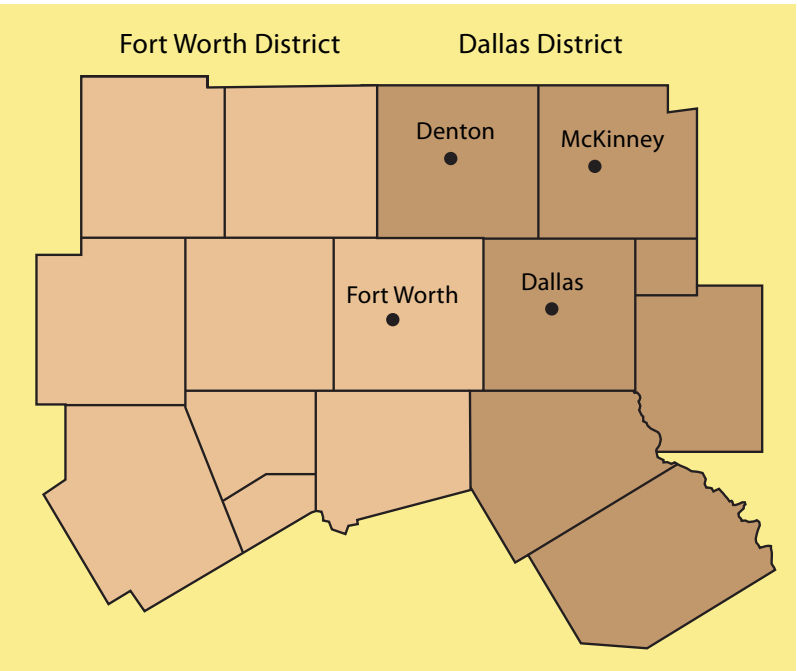 Fort Worth District
Dallas District
Denton
McKinney
Fort Worth
Dallas